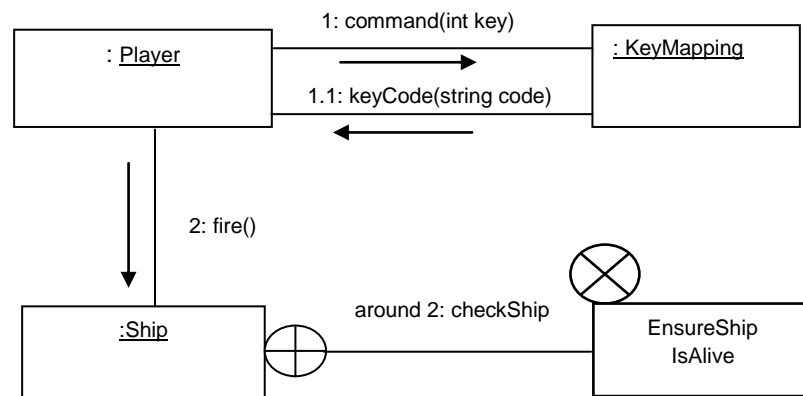 1: command(int key)
: Player
: KeyMapping
1.1: keyCode(string code)
2: fire()
around 2: checkShip
:Ship
EnsureShip
IsAlive